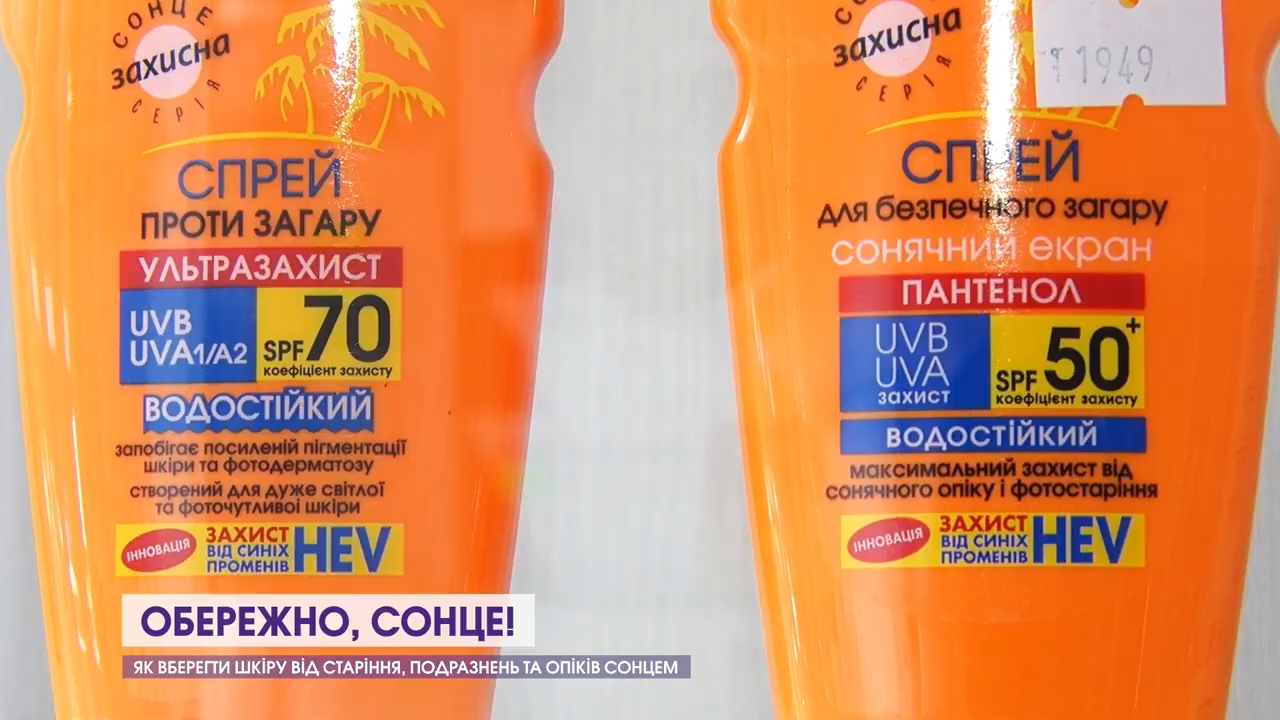 СОНЦЕ
захисна
СЕРІЯ
СПРЕЙ
ПРОТИ ЗАГАРУ
УЛЬТРАЗАХИСТ
UVB
UVA1/A2
SPF 70
коефіцієнт захисту
ВОДОСТІЙКИЙ
запобігає посиленій пігментації
шкіри та фотодерматозу
створений для дуже світлої
та фоточутливої шкіри
ІННОВАЦІЯ
ЗАХИСТ
ВІД СИНІХ
ПРОМЕНІВ
HEV
захисна
СЕРІЯ
1949
СПРЕЙ
для безпечного загару
сонячний екран
ПАНТЕНОЛ
UVB
UVA
захист
SPF 50+
коефіцієнт захисту
ВОДОСТІЙКИЙ
максимальний захист від
сонячного опіку і фотостаріння
ІННОВАЦІЯ
ЗАХИСТ
ВІД СИНІХ
ПРОМЕНІВ
HEV
ОБЕРЕЖНО, СОНЦЕ!
ЯК ВБЕРЕГТИ ШКІРУ ВІД СТАРІННЯ, ПОДРАЗНЕНЬ ТА ОПІКІВ СОНЦЕМ